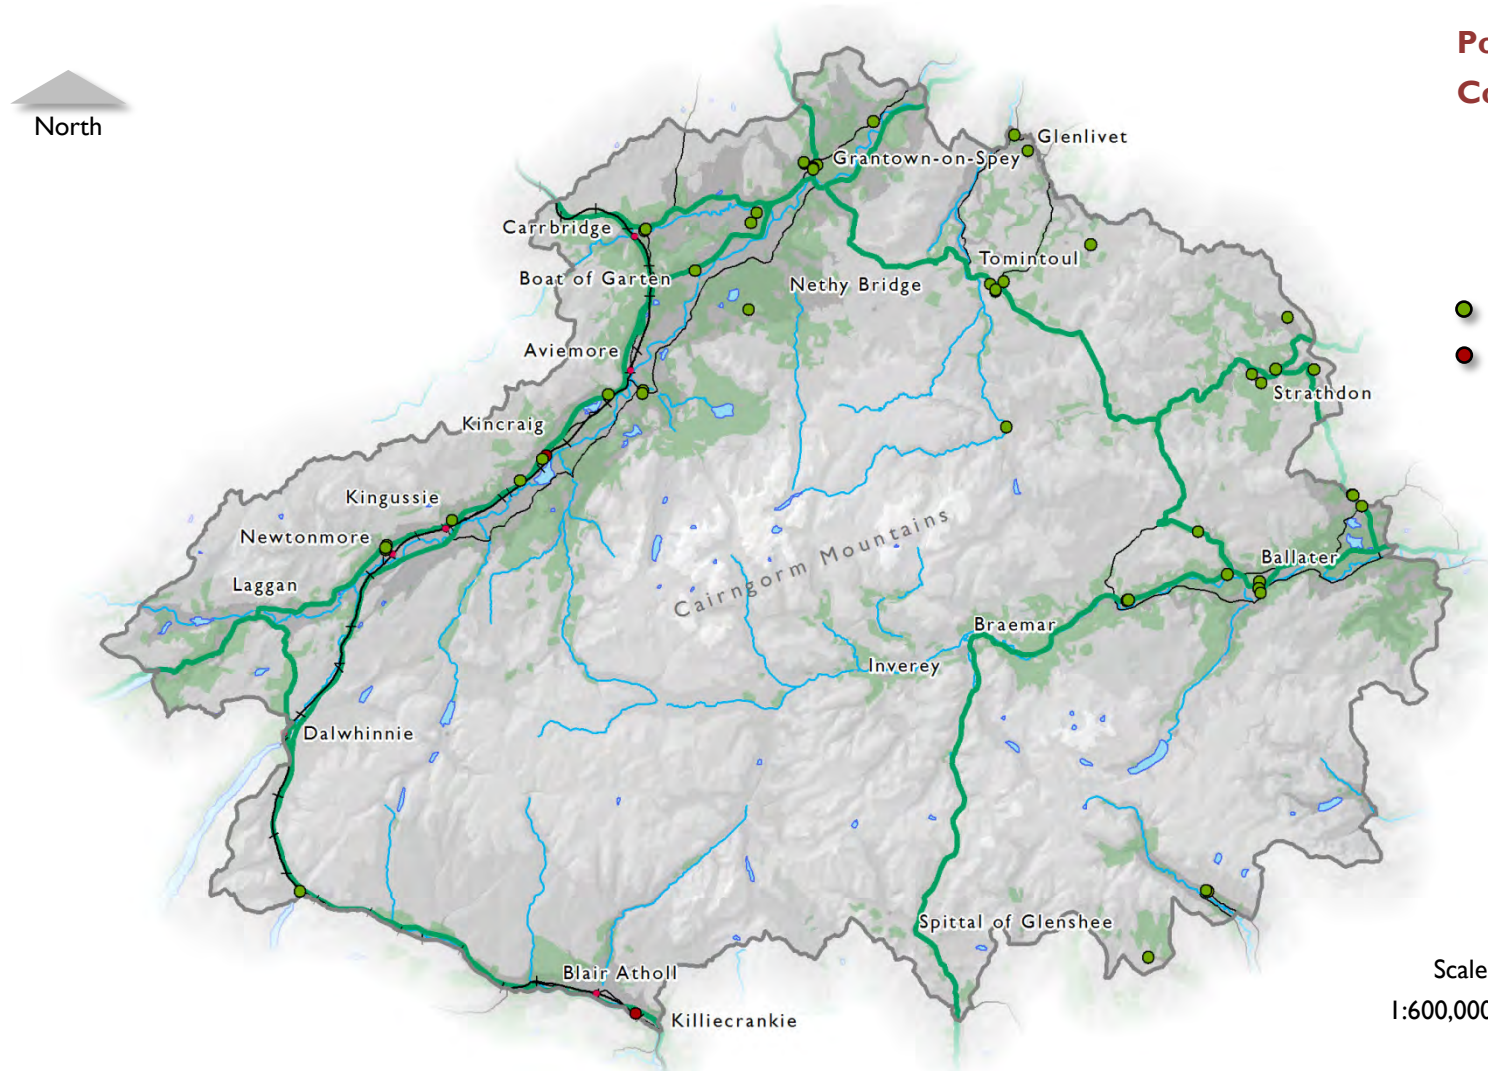 North
Glenlivet
Grantown-on-Spey
Carrbridge
Tomintoul
Boat of Garten
Nethy Bridge
Aviemore
Strathdon
Kincraig
Kingussie
Newtonmore
Cairngorm Mountains
Ballater
Laggan
Braemar
Inverey
Dalwhinnie
Spittal of Glenshee
Blair Atholl
Killiecrankie
Scale
1:600,000